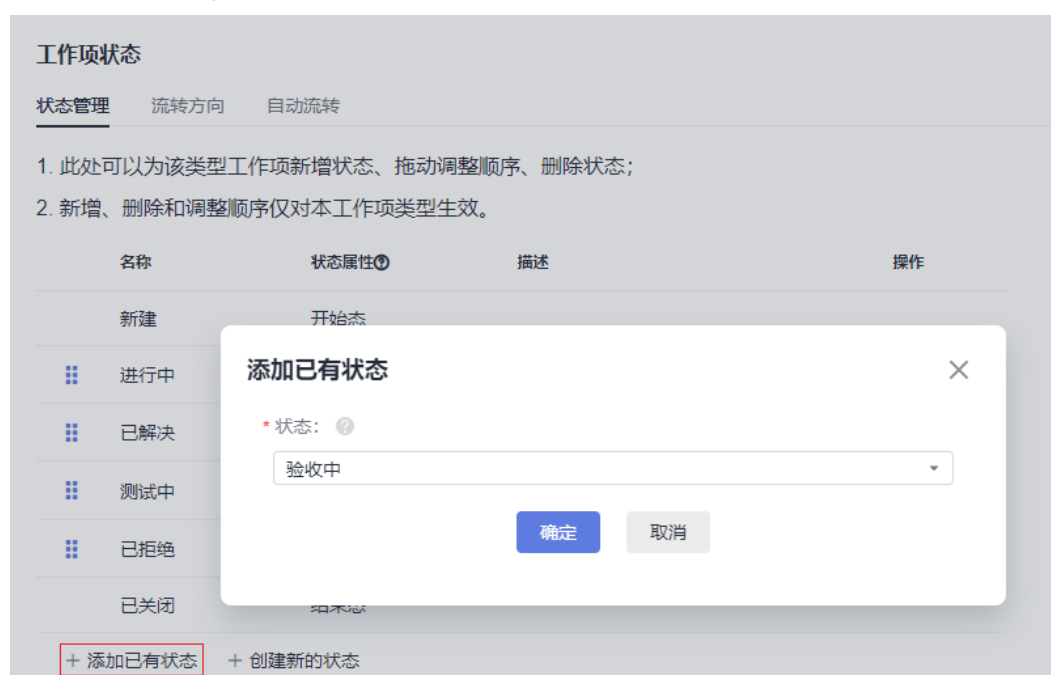 工作项状态
状态管理 流转方向 自动流转
1. 此处可以为该类型工作项新增状态、拖动调整顺序、删除状态；
2. 新增、删除和调整顺序仅对本工作项类型生效。
名称 状态属性 描述 操作
新建 开始态
添加已有状态
进行中
* 状态：
已解决
验收中
测试中
确定 取消
已拒绝
已关闭 结束态
+ 添加已有状态 + 创建新的状态